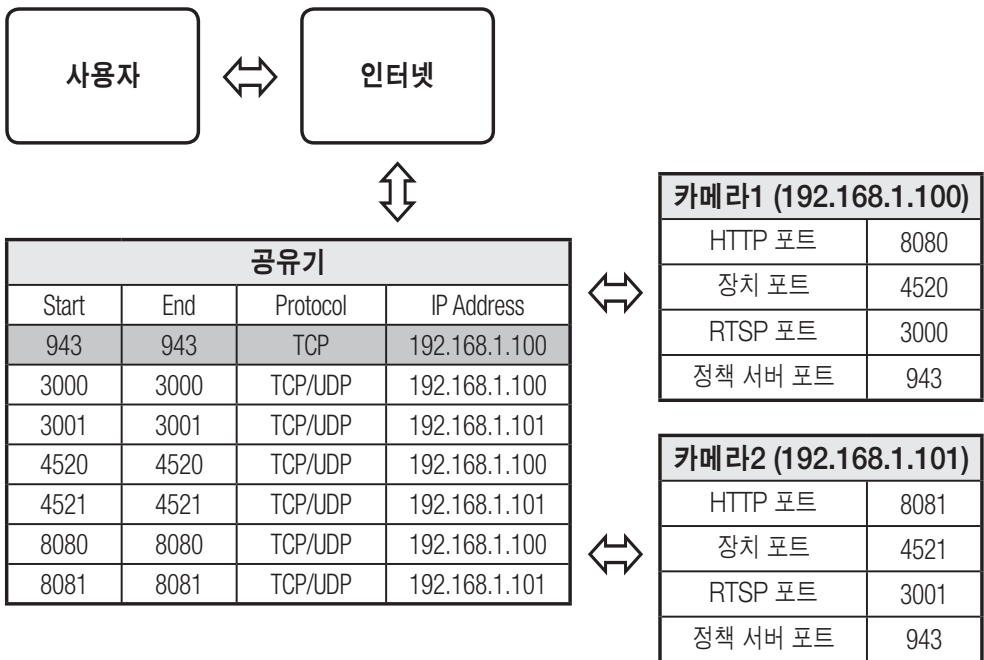 사용자
인터넷
공유기
Start End Protocol IP Address
943 943 TCP 192.168.1.100
3000 3000 TCP/UDP 192.168.1.100
3001 3001 TCP/UDP 192.168.1.101
4520 4520 TCP/UDP 192.168.1.100
4521 4521 TCP/UDP 192.168.1.101
8080 8080 TCP/UDP 192.168.1.100
8081 8081 TCP/UDP 192.168.1.101
카메라1 (192.168.1.100)
HTTP 포트 8080
장치 포트 4520
RTSP 포트 3000
정책 서버 포트 943
카메라2 (192.168.1.101)
HTTP 포트 8081
장치 포트 4521
RTSP 포트 3001
정책 서버 포트 943